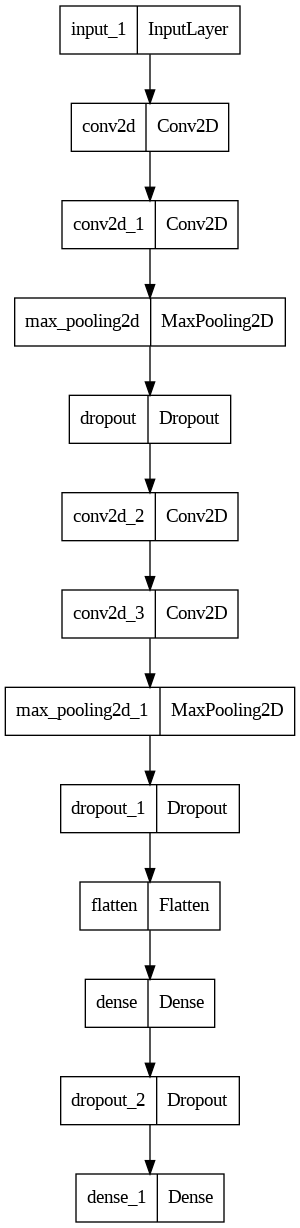 input_1 InputLayer
conv2d Conv2D
conv2d_1 Conv2D
max_pooling2d MaxPooling2D
dropout Dropout
conv2d_2 Conv2D
conv2d_3 Conv2D
max_pooling2d_1 MaxPooling2D
dropout_1 Dropout
flatten Flatten
dense Dense
dropout_2 Dropout
dense_1 Dense